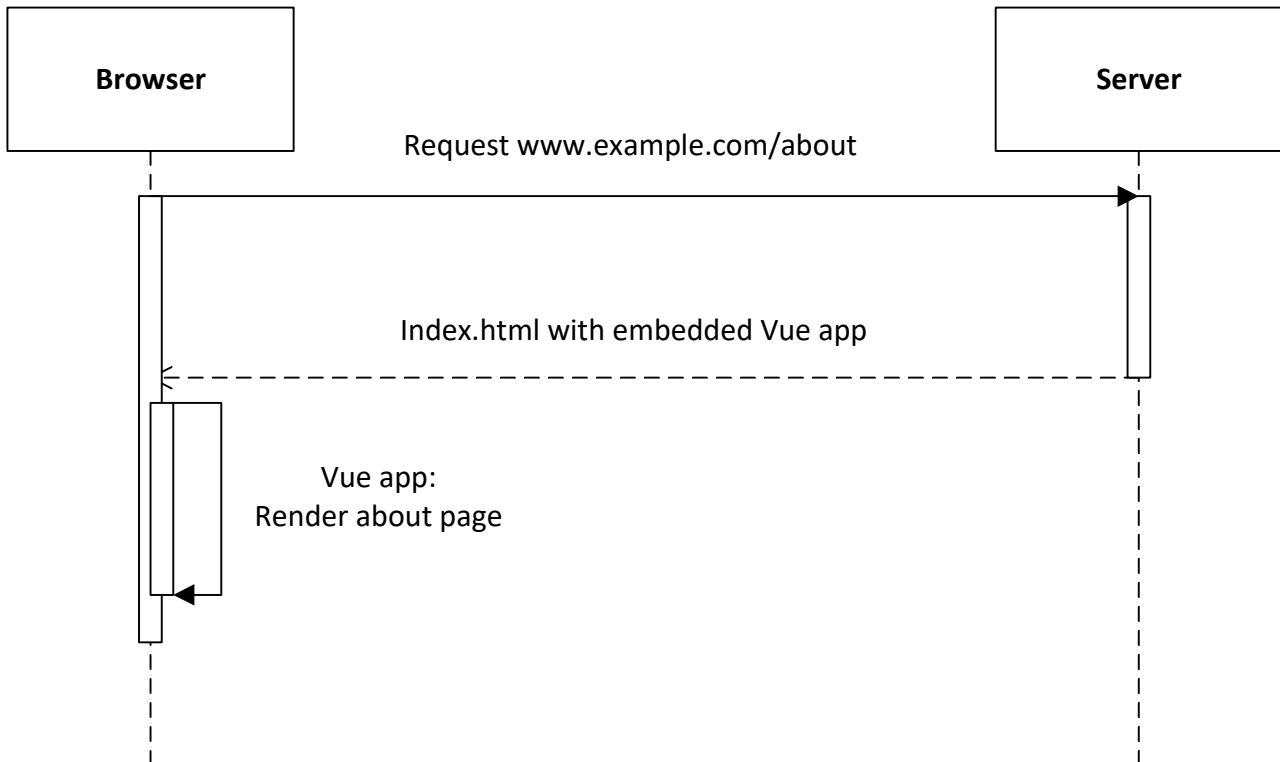 Browser
Server
Request www.example.com/about
Index.html with embedded Vue app
Vue app:
Render about page